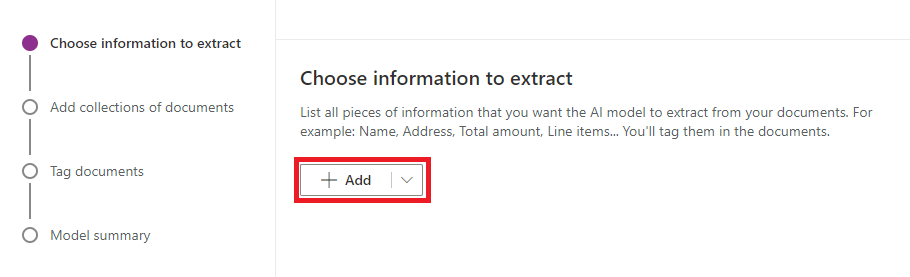 Choose information to extract
Add collections of documents
Tag documents
Model summary
Choose information to extract
List all pieces of information that you want the AI model to extract from your documents. For
example: Name, Address, Total amount, Line items... You'll tag them in the documents.
Add